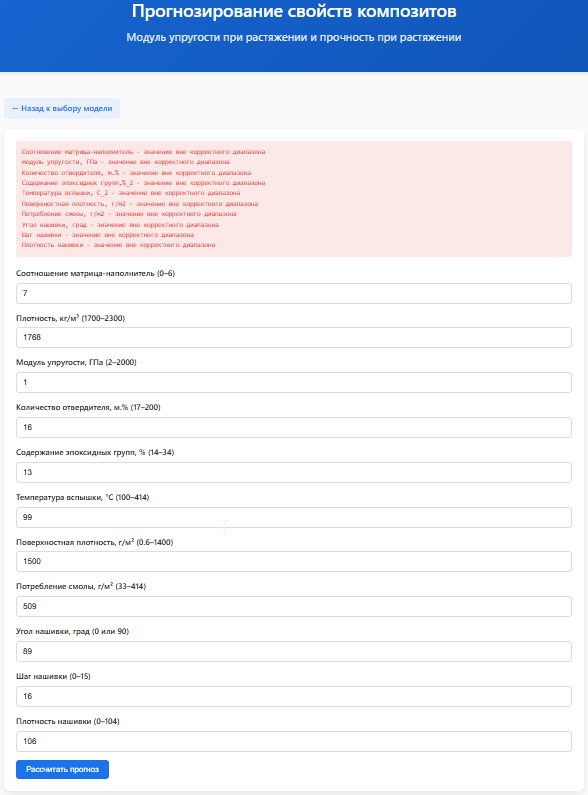 Прогнозирование свойств композитов
Модуль упругости при растяжении и прочность при растяжении
← Назад к выбору модели
Соотношение матрица-наполнитель - значение вне корректного диапазона
модуль упругости, ГПа - значение вне корректного диапазона
Количество отвердителя, м.% - значение вне корректного диапазона
Содержание эпоксидных групп,%_2 - значение вне корректного диапазона
Температура вспышки, С_2 - значение вне корректного диапазона
Поверхностная плотность, г/м2 - значение вне корректного диапазона
Потребление смолы, г/м2 - значение вне корректного диапазона
Угол нашивки, град - значение вне корректного диапазона
Шаг нашивки - значение вне корректного диапазона
Плотность нашивки - значение вне корректного диапазона
Соотношение матрица-наполнитель (0–6)
7
Плотность, кг/м³ (1700–2300)
1768
Модуль упругости, ГПа (2–2000)
1
Количество отвердителя, м.% (17–200)
16
Содержание эпоксидных групп, % (14–34)
13
Температура вспышки, °C (100–414)
99
Поверхностная плотность, г/м² (0.6–1400)
1500
Потребление смолы, г/м² (33–414)
509
Угол нашивки, град (0 или 90)
89
Шаг нашивки (0–15)
16
Плотность нашивки (0–104)
106
Рассчитать прогноз